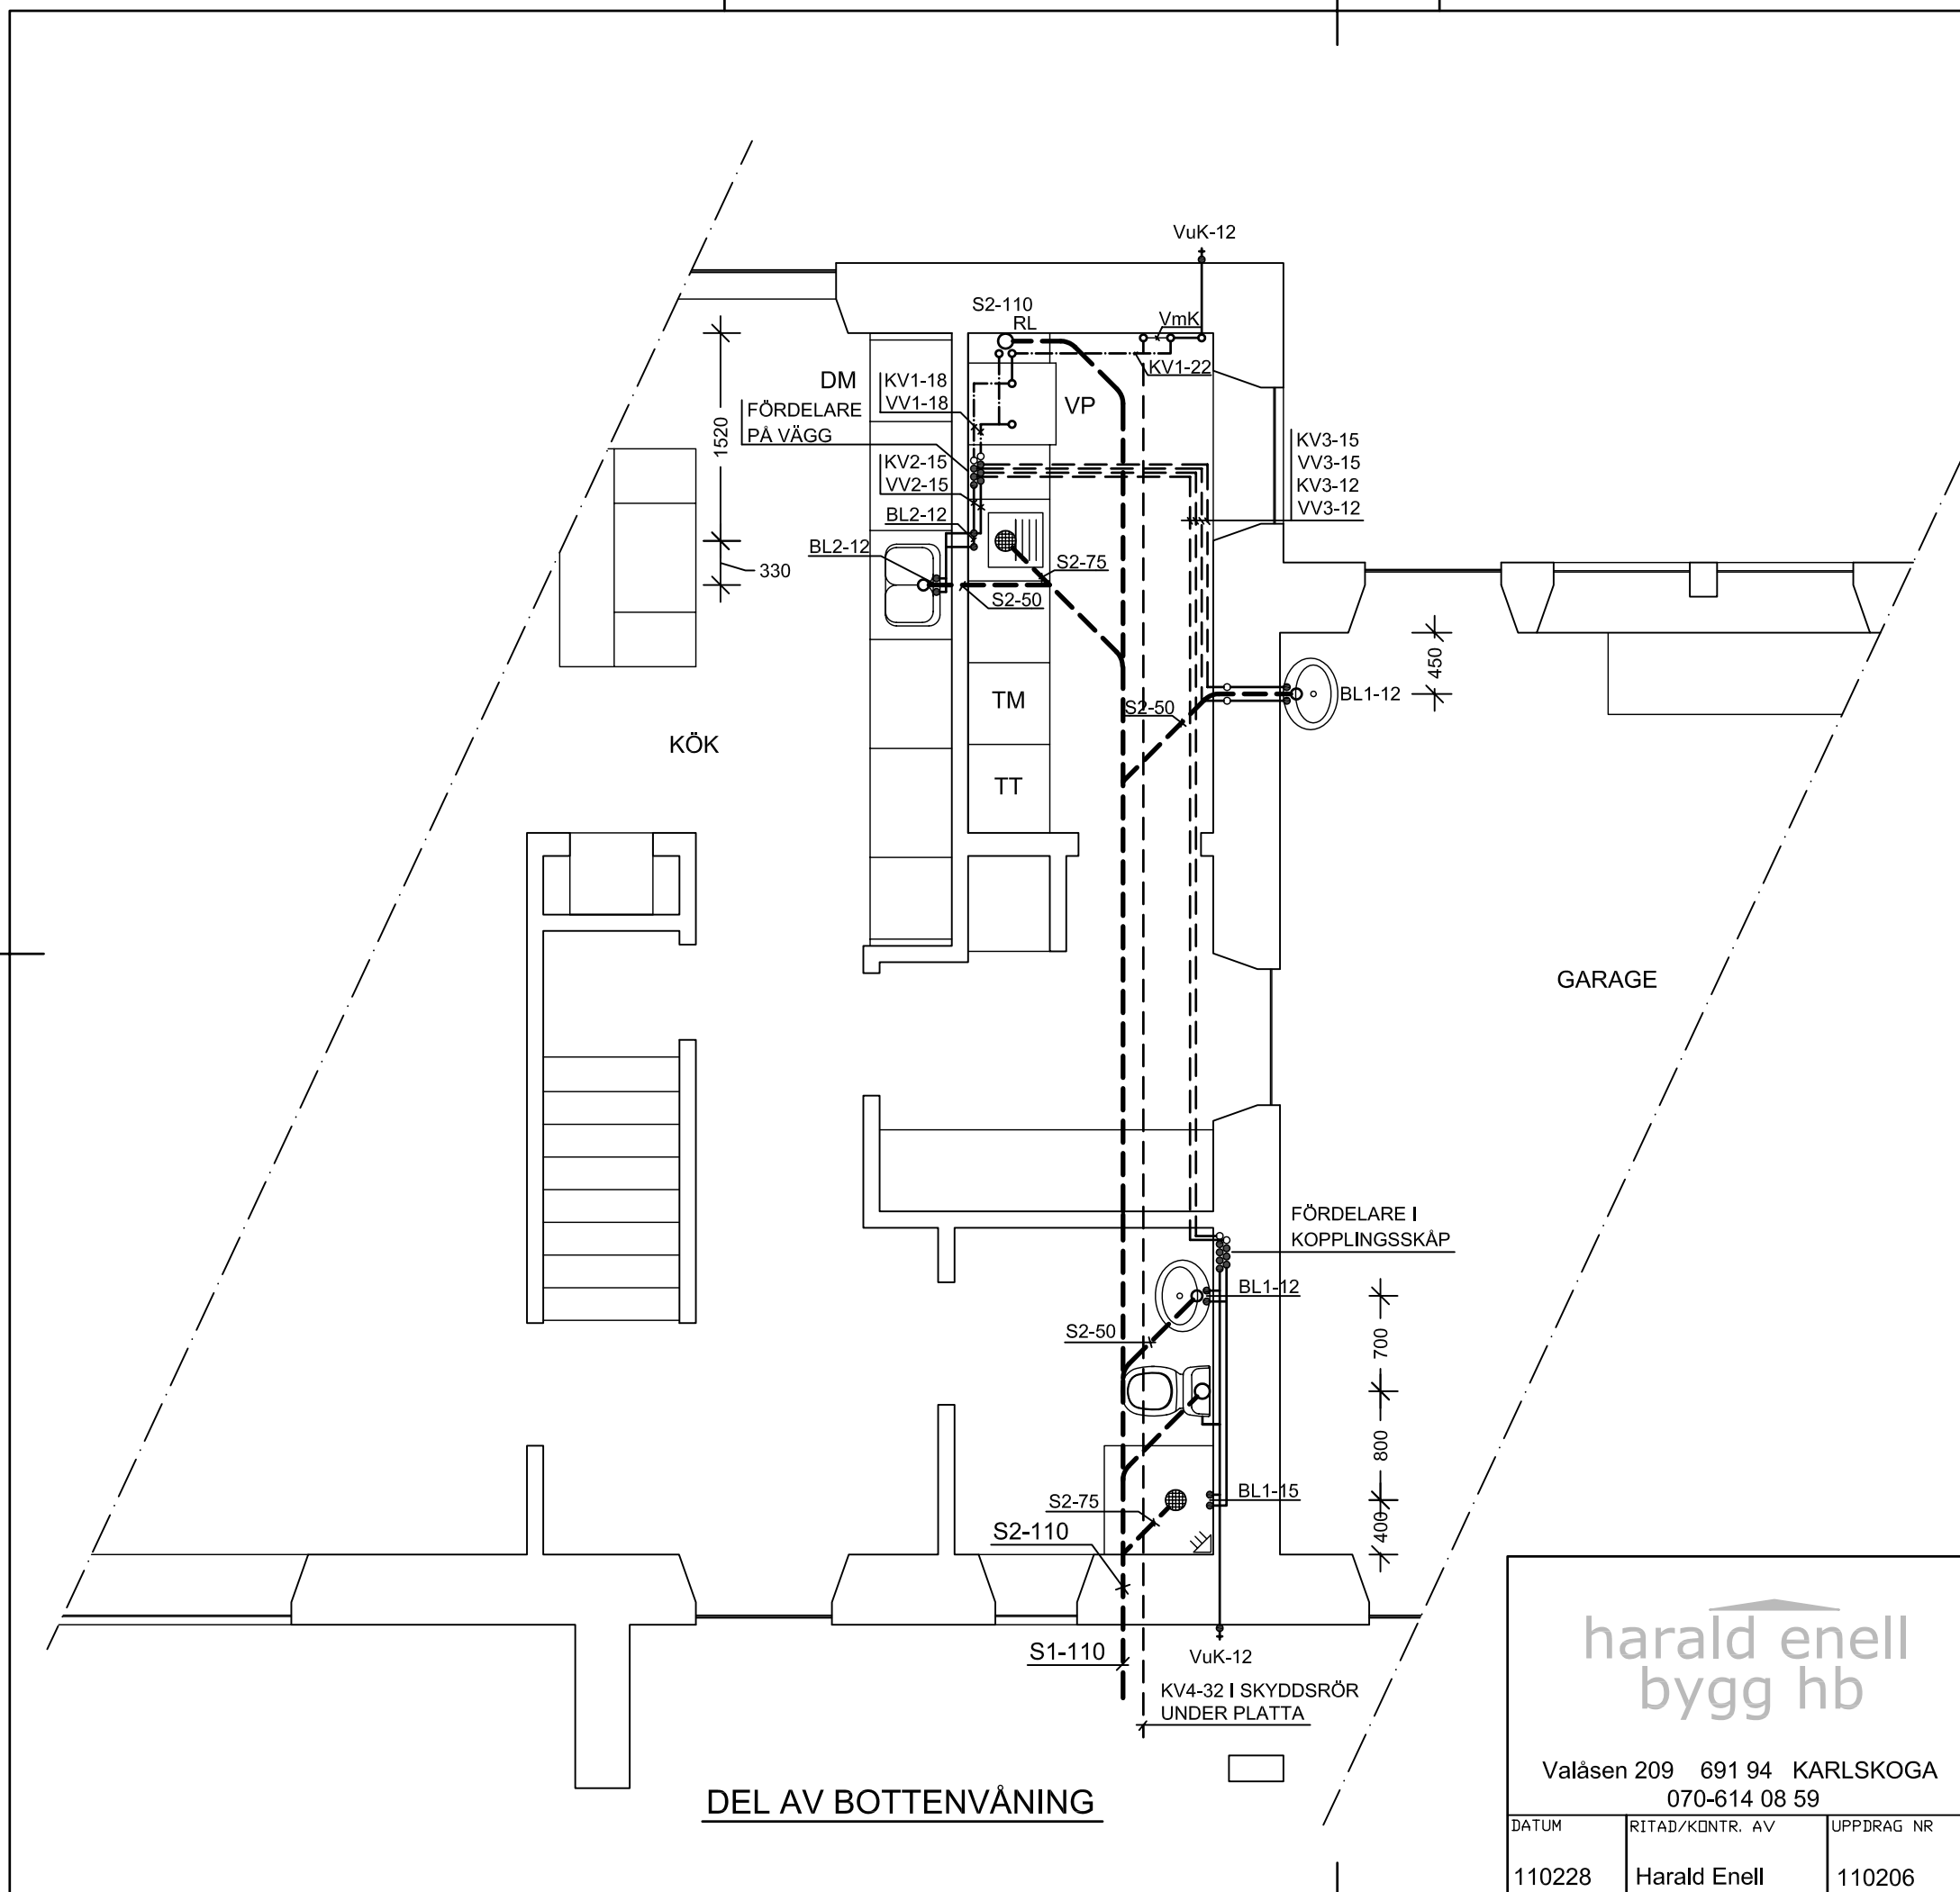 VuK-12
S2-110
RL
VmK
KV1-22
DM
KV1-18
VV1-18
VP
FÖRDELARE
PÅ VÄGG
1520
KV3-15
VV3-15
KV3-12
VV3-12
KV2-15
VV2-15
BL2-12
BL2-12
330
S2-75
S2-50
450
BL1-12
TM
S2-50
KÖK
TT
GARAGE
FÖRDELARE I
KOPPLINGSSKÅP
BL1-12
S2-50
700
800
BL1-15
S2-75
S2-110
400
S1-110
VuK-12
KV4-32 I SKYDDSRÖR
UNDER PLATTA
DEL AV BOTTENVÅNING
harald enell
bygg hb
Valåsen 209 691 94 KARLSKOGA
070-614 08 59
DATUM RITAD/KONTR. AV UPPDRAG NR
110228 Harald Enell 110206